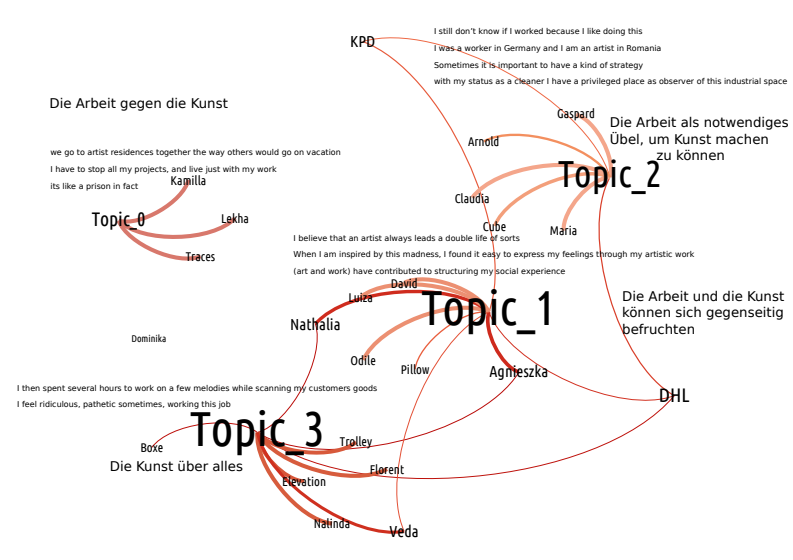 I still don't know if I worked because I like doing this
KPD
I was a worker in Germany and I am an artist in Romania
Sometimes it is important to have a kind of strategy
with my status as a cleaner I have a privileged place as observer of this industrial space
Die Arbeit gegen die Kunst
Gaspard
Die Arbeit als notwendiges
Übel, um Kunst machen
zu können
Arnold
we go to artist residences together the way others would go on vacation
I have to stop all my projects, and live just with my work
its like a prison in fact
Kamilla
Topic_2
Claudia
Topic_0
Lekha
Cube
Maria
I believe that an artist always leads a double life of sorts
When I am inspired by this madness, I found it easy to express my feelings through my artistic work
(art and work) have contributed to structuring my social experience
Traces
David
Luiza
Topic_1
Die Arbeit und die Kunst
können sich gegenseitig
befruchten
Nathalia
Dominika
Odile
Pillow
Agnieszka
I then spent several hours to work on a few melodies while scanning my customers goods
I feel ridiculous, pathetic sometimes, working this job
DHL
Topic_3
Boxe
Trolley
Die Kunst über alles
Florent
Elevation
Nalinda
Veda